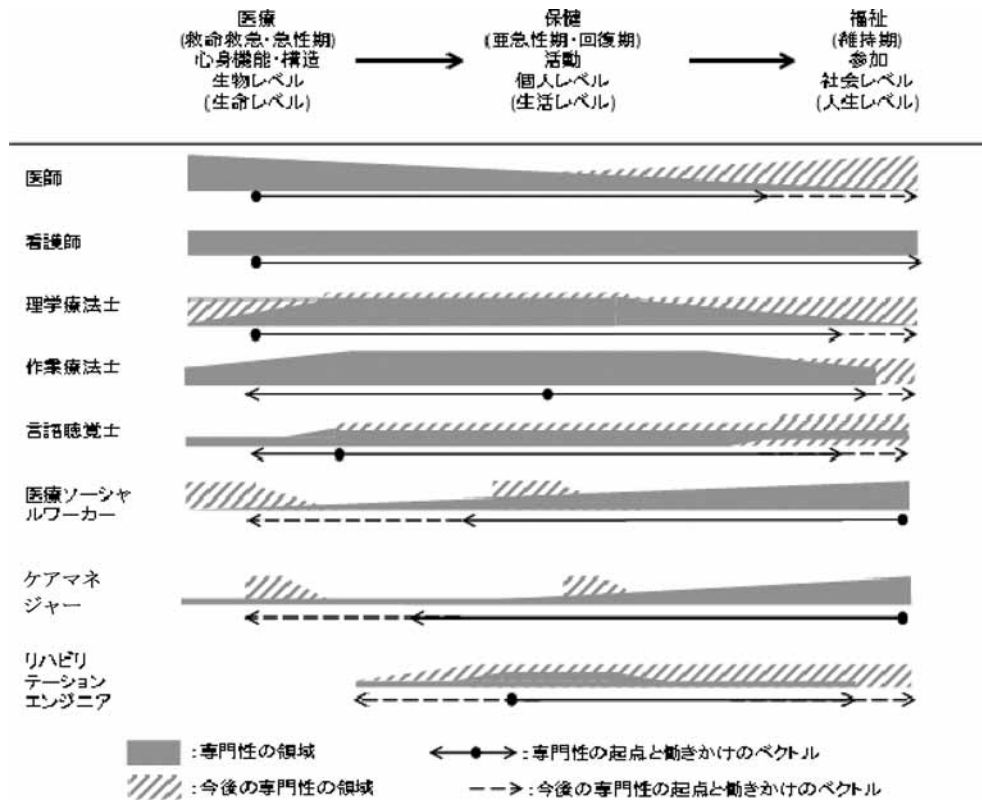 医療
(救命救急・急性期)
心身機能・構造
生物レベル
(生命レベル)
保健
(亜急性期・回復期)
活動
個人レベル
(生活レベル)
福祉
(維持期)
参加
社会レベル
(人生レベル)
医師
看護師
理学療法士
作業療法士
言語聴覚士
医療ソーシャ
ルワーカー
ケアマネ
ジャー
リハビリ
テーション
エンジニア
:専門性の領域
:専門性の起点と働きかけのベクトル
:今後の専門性の領域
:今後の専門性の起点と働きかけのベクトル